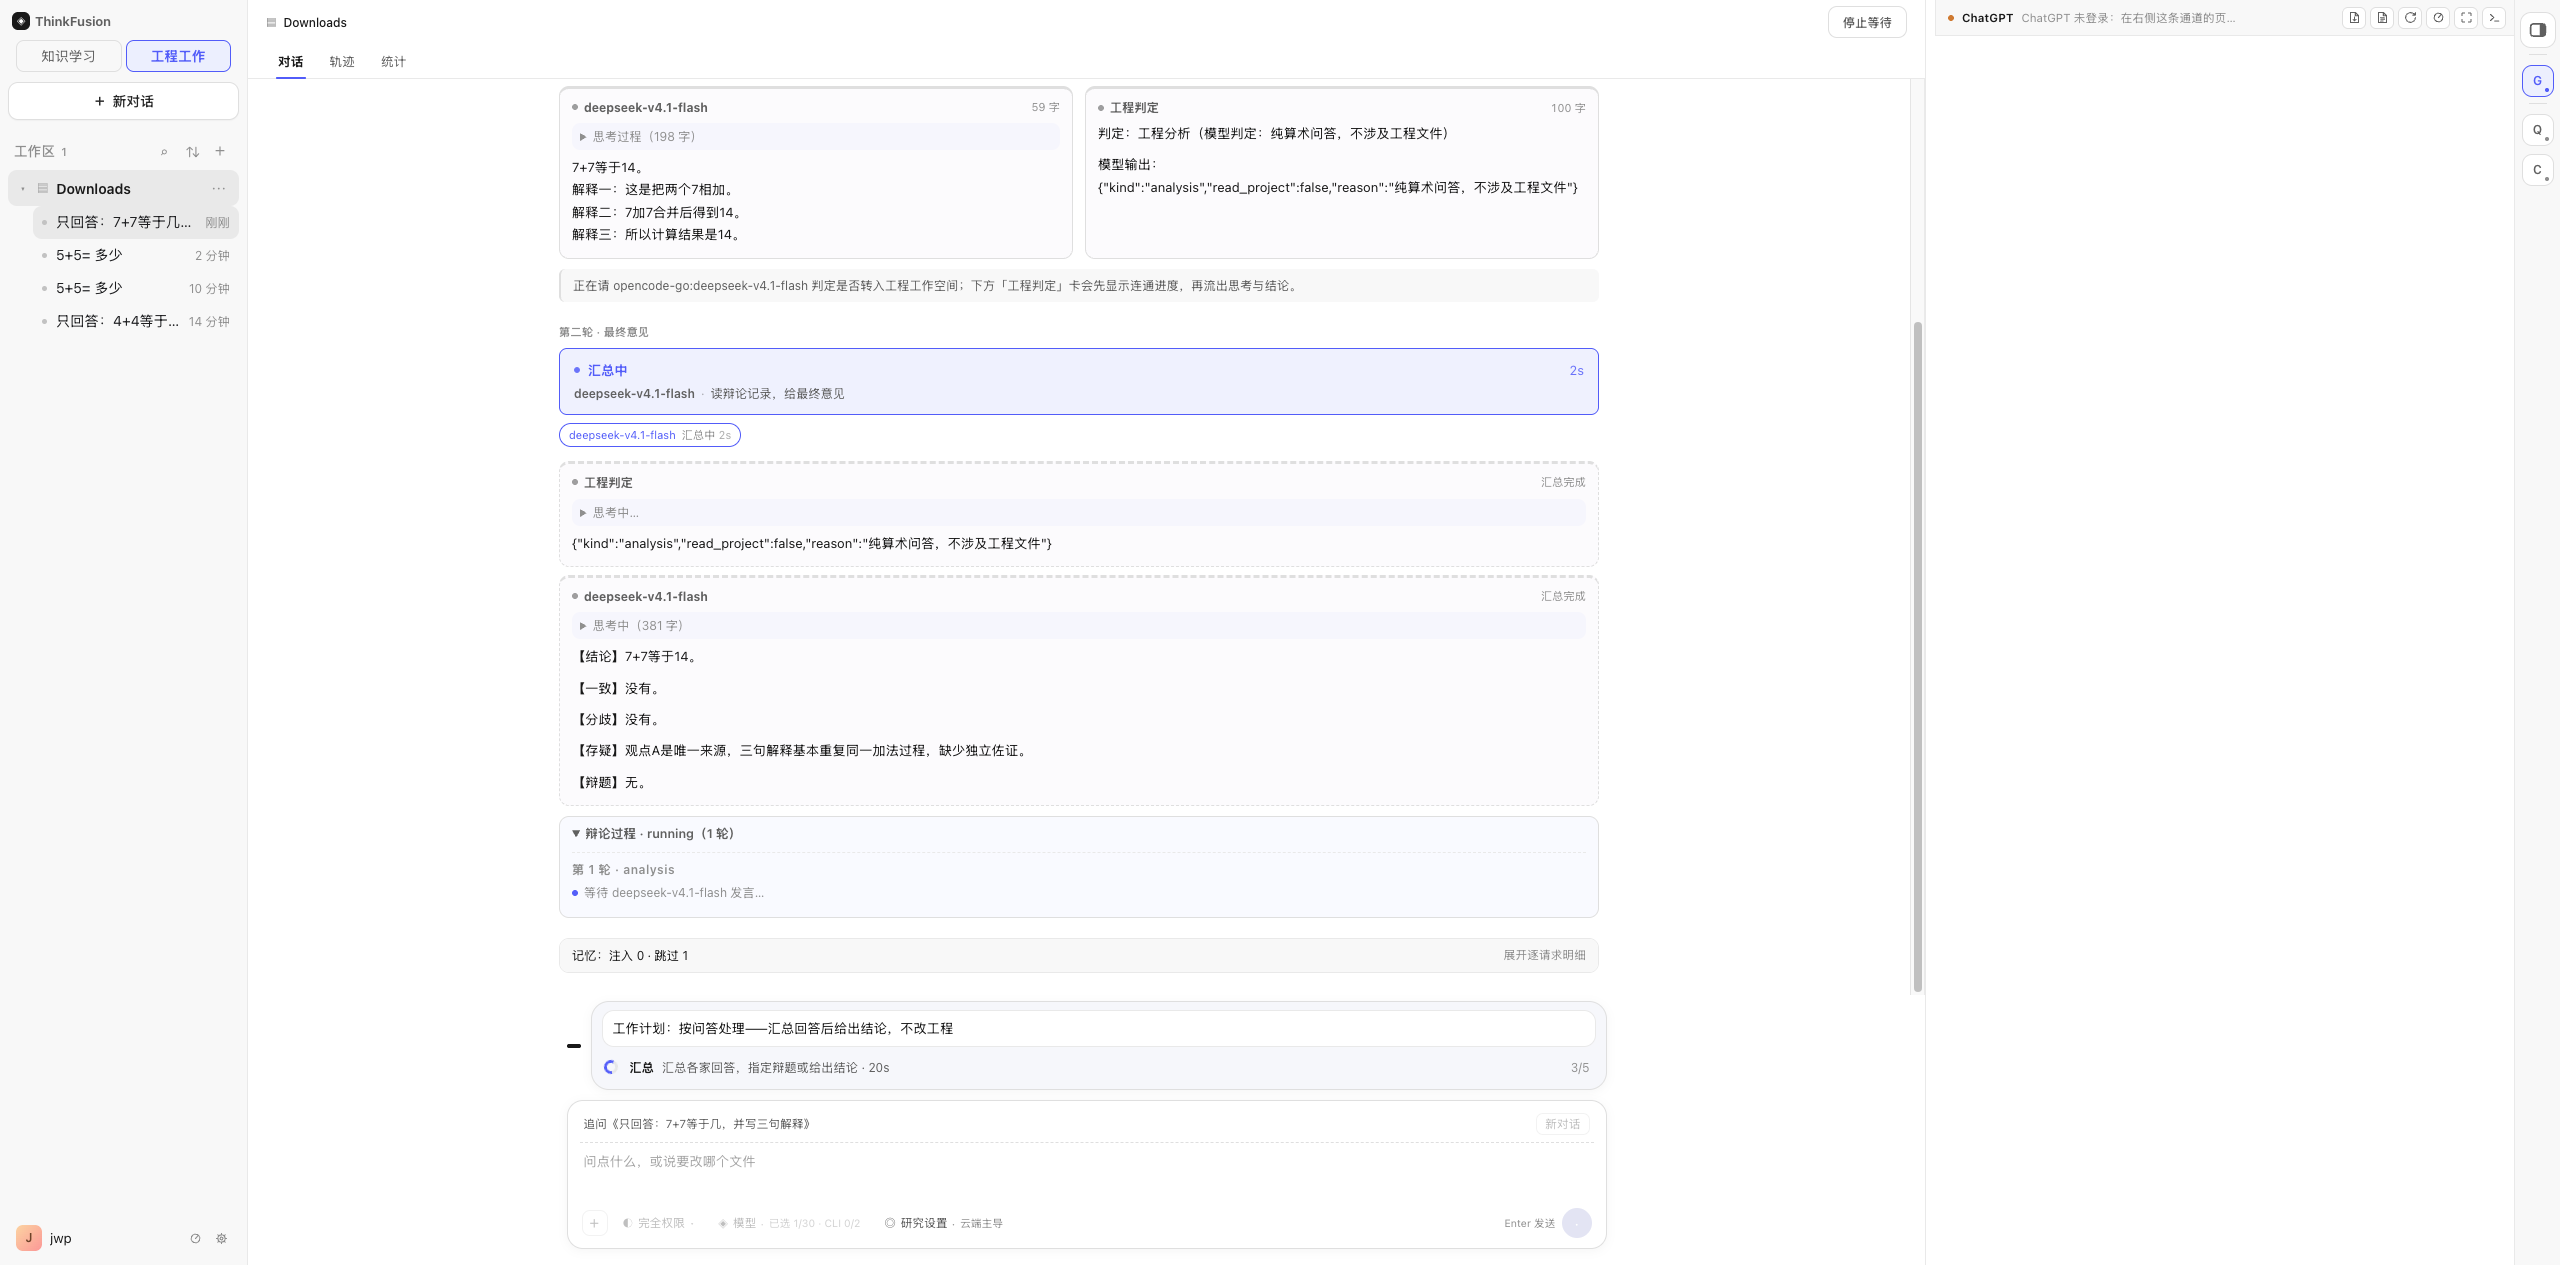 ThinkFusion
知识学习
工程工作
+ 新对话
工作区 1
Downloads
只回答：7+7等于几... 刚刚
5+5= 多少 2 分钟
5+5= 多少 10 分钟
只回答：4+4等于... 14 分钟
J jwp
Downloads
停止等待
对话 轨迹 统计
deepseek-v4.1-flash 59 字
思考过程（198 字）
7+7等于14。
解释一：这是把两个7相加。
解释二：7加7合并后得到14。
解释三：所以计算结果是14。
工程判定 100 字
判定：工程分析（模型判定：纯算术问答，不涉及工程文件）
模型输出：
{"kind":"analysis","read_project":false,"reason":"纯算术问答，不涉及工程文件"}
正在请 opencode-go:deepseek-v4.1-flash 判定是否转入工程工作空间；下方「工程判定」卡会先显示连通进度，再流出思考与结论。
第二轮 · 最终意见
汇总中 2s
deepseek-v4.1-flash · 读辩论记录，给最终意见
deepseek-v4.1-flash 汇总中 2s
工程判定 汇总完成
思考中...
{"kind":"analysis","read_project":false,"reason":"纯算术问答，不涉及工程文件"}
deepseek-v4.1-flash 汇总完成
思考中（381 字）
【结论】7+7等于14。
【一致】没有。
【分歧】没有。
【存疑】观点A是唯一来源，三句解释基本重复同一加法过程，缺少独立佐证。
【辩题】无。
辩论过程 · running（1 轮）
第 1 轮 · analysis
等待 deepseek-v4.1-flash 发言...
记忆：注入 0 · 跳过 1 展开逐请求明细
工作计划：按问答处理——汇总回答后给出结论，不改工程
汇总 汇总各家回答，指定辩题或给出结论 · 20s 3/5
追问《只回答：7+7等于几，并写三句解释》 新对话
问点什么，或说要改哪个文件
+ 完全权限 · 模型 · 已选 1/30 · CLI 0/2 研究设置 · 云端主导 Enter 发送
ChatGPT ChatGPT 未登录：在右侧这条通道的页...
G
Q
C